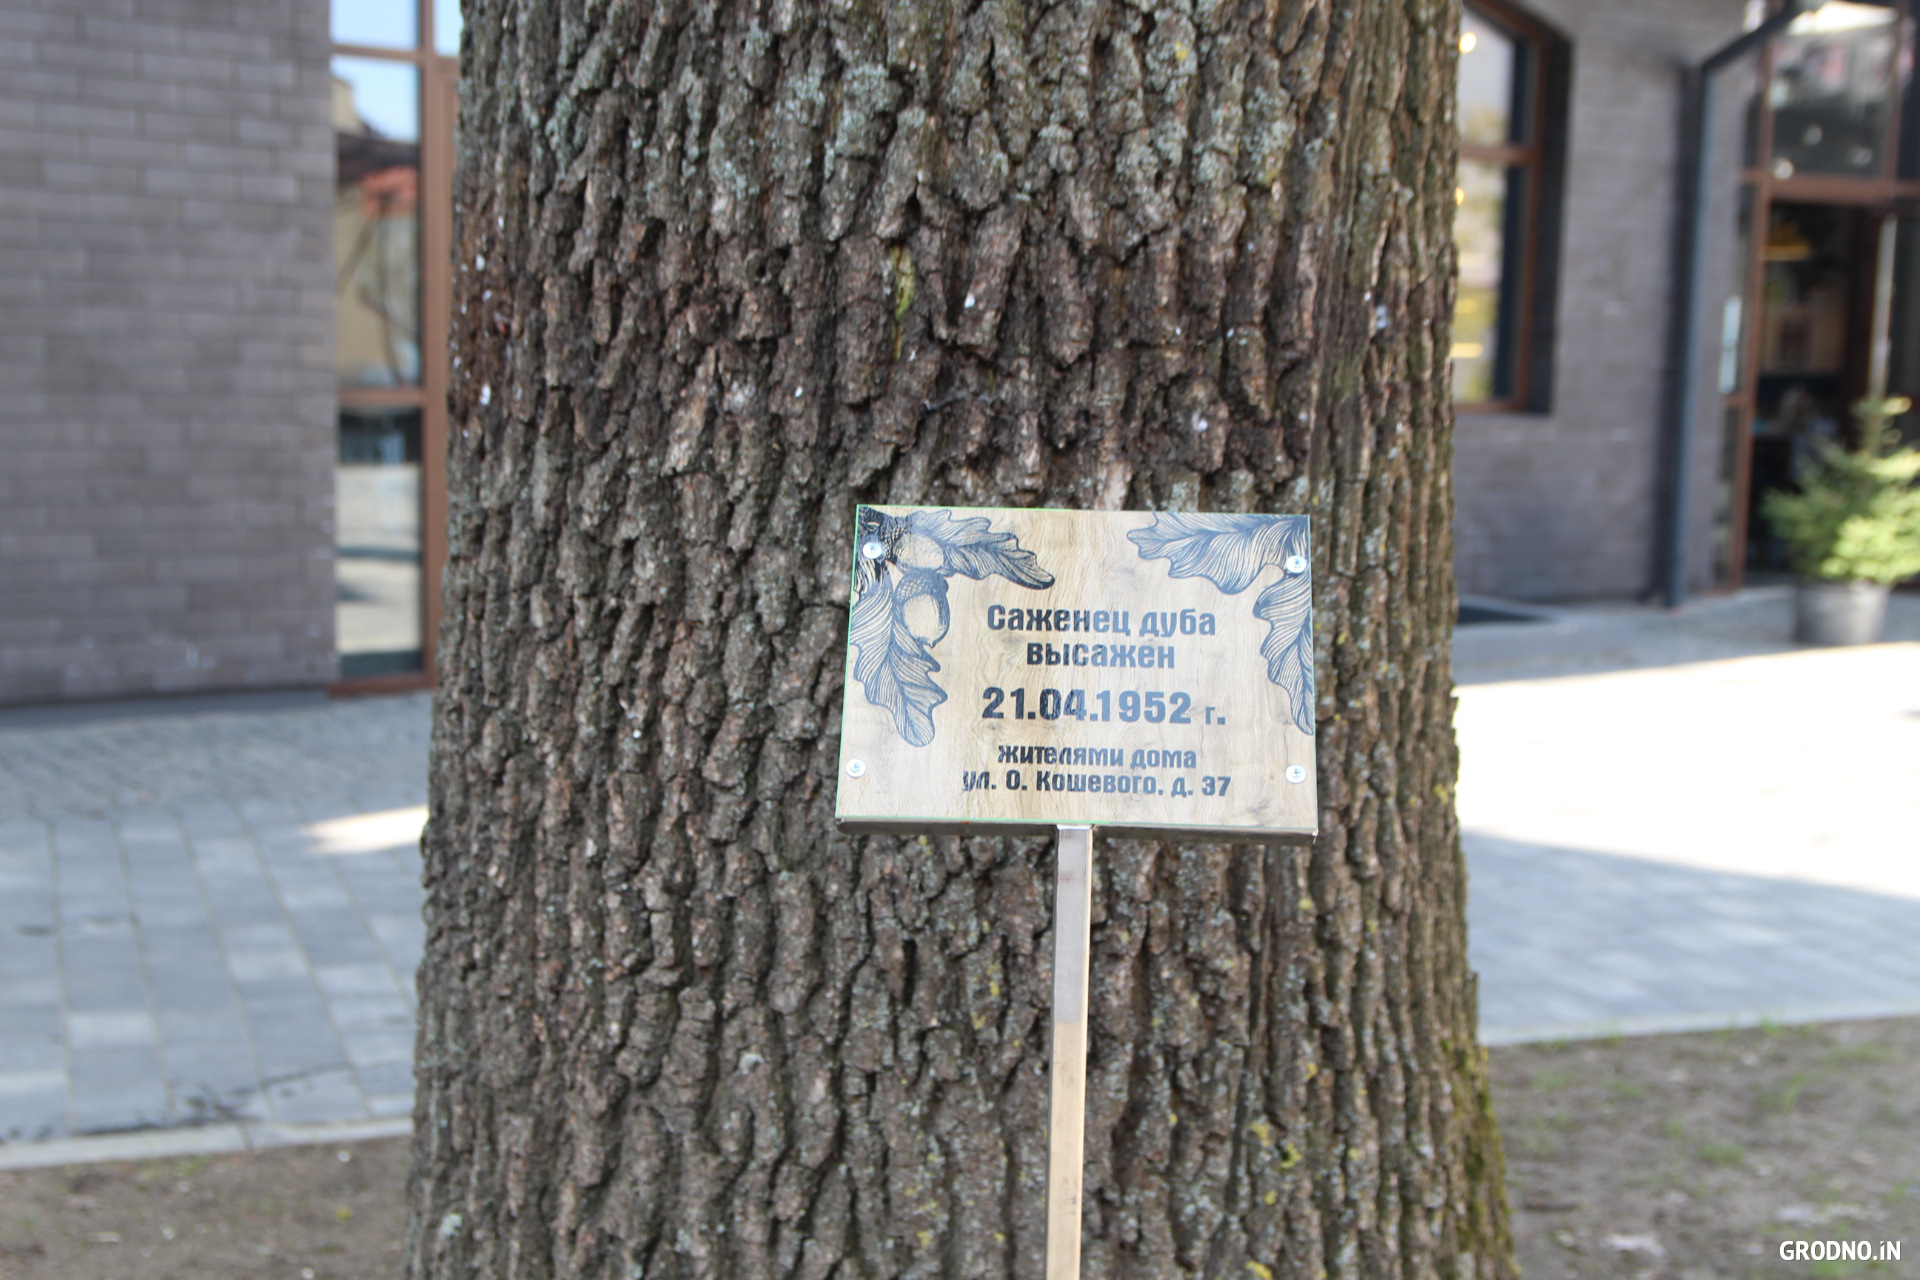 Саженец дуба
высажен
21.04.1952 г.
жителями дома
ул. О. Кошевого, д. 37
GRODNO.iN